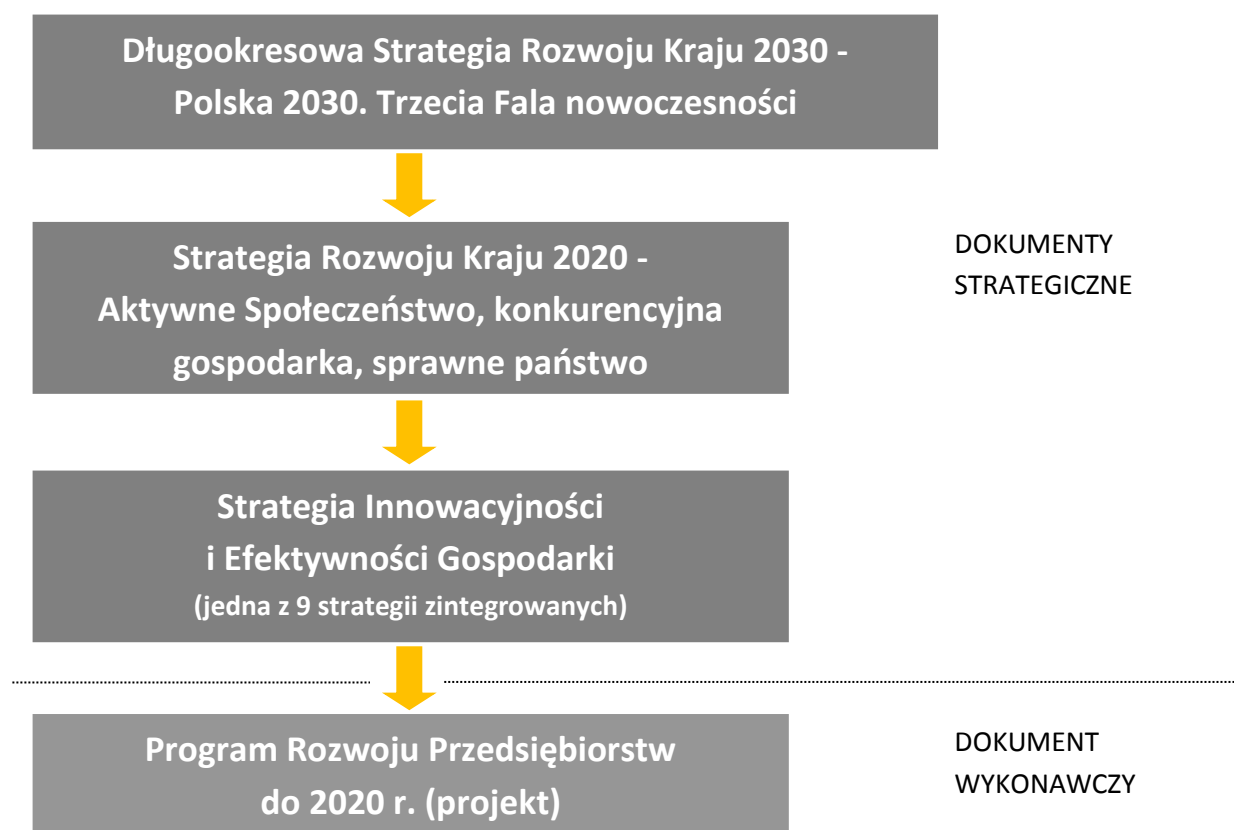 Długookresowa Strategia Rozwoju Kraju 2030 -
Polska 2030. Trzecia Fala nowoczesności
Strategia Rozwoju Kraju 2020 -
Aktywne Społeczeństwo, konkurencyjna
gospodarka, sprawne państwo
DOKUMENTY
STRATEGICZNE
Strategia Innowacyjności
i Efektywności Gospodarki
(jedna z 9 strategii zintegrowanych)
Program Rozwoju Przedsiębiorstw
do 2020 r. (projekt)
DOKUMENT
WYKONAWCZY